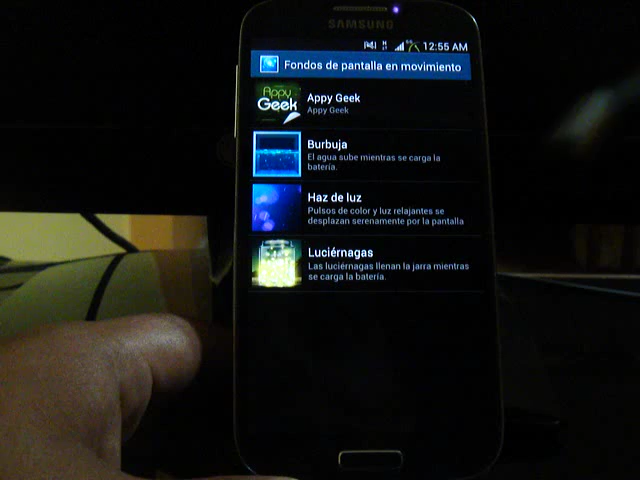 SAMSUNG
12:55 AM
Fondos de pantalla en movimiento
Appy Geek
Appy Geek
Appy Geek
Burbuja
El agua sube mientras se carga la
batería.
Haz de luz
Pulsos de color y luz relajantes se
desplazan serenamente por la pantalla
Luciérnagas
Las luciérnagas llenan la jarra mientras
se carga la batería.